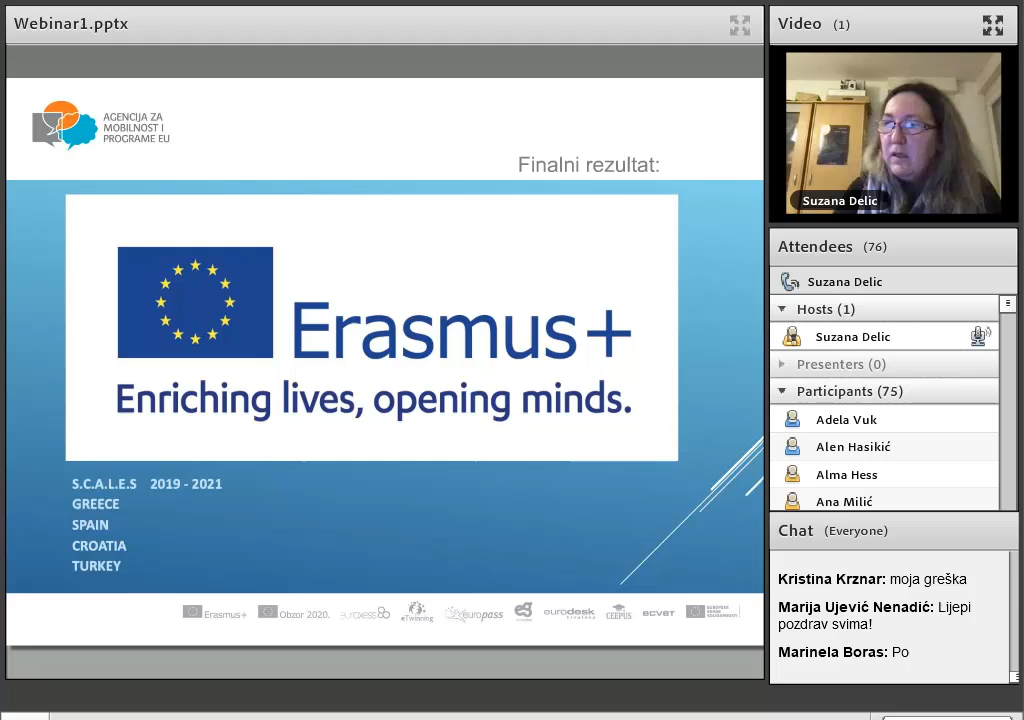 Webinar1.pptx
AGENCIJA ZA
MOBILNOST I
PROGRAME EU
Finalni rezultat:
Erasmus+
Enriching lives, opening minds.
S.C.A.L.E.S 2019 - 2021
GREECE
SPAIN
CROATIA
TURKEY
Erasmus+ Obzor 2020. euraxess eTwinning europass eurodesk CEEPUS ECVET
Video (1)
Suzana Delic
Attendees (76)
Suzana Delic
Hosts (1)
Suzana Delic
Presenters (0)
Participants (75)
Adela Vuk
Alen Hasikić
Alma Hess
Ana Milić
Chat (Everyone)
Kristina Krznar: moja greška
Marija Ujević Nenadić: Lijepi
pozdrav svima!
Marinela Boras: Po